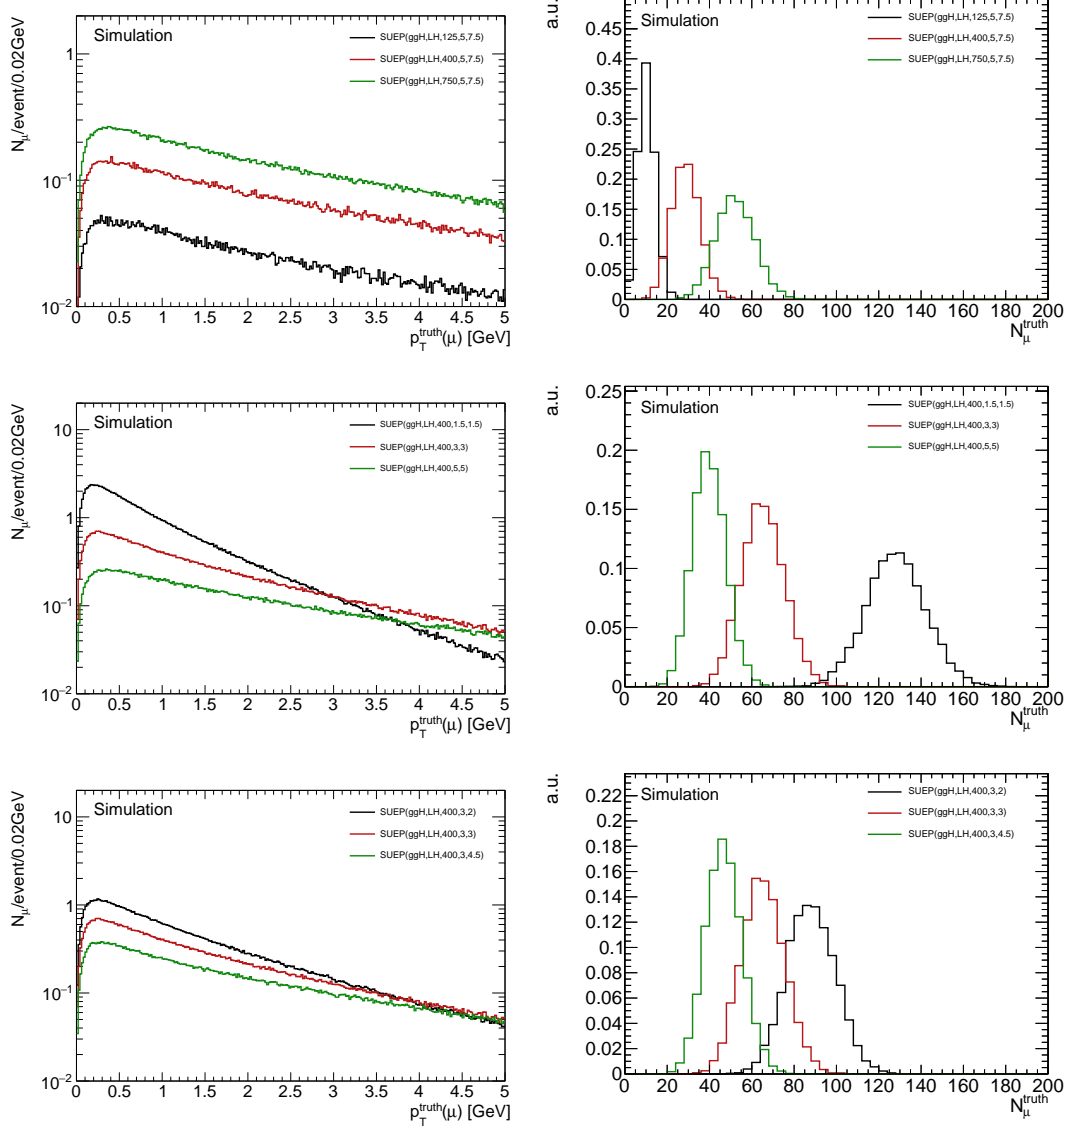 Simulation
SUEP(ggH,LH,125,5,7.5)
SUEP(ggH,LH,400,5,7.5)
SUEP(ggH,LH,750,5,7.5)
N_μ/event/0.02GeV
1
10^−1
10^−2
0 0.5 1 1.5 2 2.5 3 3.5 4 4.5 5
p_T^truth(μ) [GeV]
a.u.
SUEP(ggH,LH,125,5,7.5)
SUEP(ggH,LH,400,5,7.5)
SUEP(ggH,LH,750,5,7.5)
Simulation
0.45
0.4
0.35
0.3
0.25
0.2
0.15
0.1
0.05
0
0 20 40 60 80 100 120 140 160 180 200
N_μ^truth
Simulation
SUEP(ggH,LH,400,1.5,1.5)
SUEP(ggH,LH,400,3,3)
SUEP(ggH,LH,400,5,5)
N_μ/event/0.02GeV
10
1
10^−1
10^−2
0 0.5 1 1.5 2 2.5 3 3.5 4 4.5 5
p_T^truth(μ) [GeV]
a.u.
Simulation
SUEP(ggH,LH,400,1.5,1.5)
SUEP(ggH,LH,400,3,3)
SUEP(ggH,LH,400,5,5)
0.25
0.2
0.15
0.1
0.05
0
0 20 40 60 80 100 120 140 160 180 200
N_μ^truth
Simulation
SUEP(ggH,LH,400,3,2)
SUEP(ggH,LH,400,3,3)
SUEP(ggH,LH,400,3,4.5)
N_μ/event/0.02GeV
10
1
10^−1
10^−2
0 0.5 1 1.5 2 2.5 3 3.5 4 4.5 5
p_T^truth(μ) [GeV]
a.u.
Simulation
SUEP(ggH,LH,400,3,2)
SUEP(ggH,LH,400,3,3)
SUEP(ggH,LH,400,3,4.5)
0.22
0.2
0.18
0.16
0.14
0.12
0.1
0.08
0.06
0.04
0.02
0
0 20 40 60 80 100 120 140 160 180 200
N_μ^truth